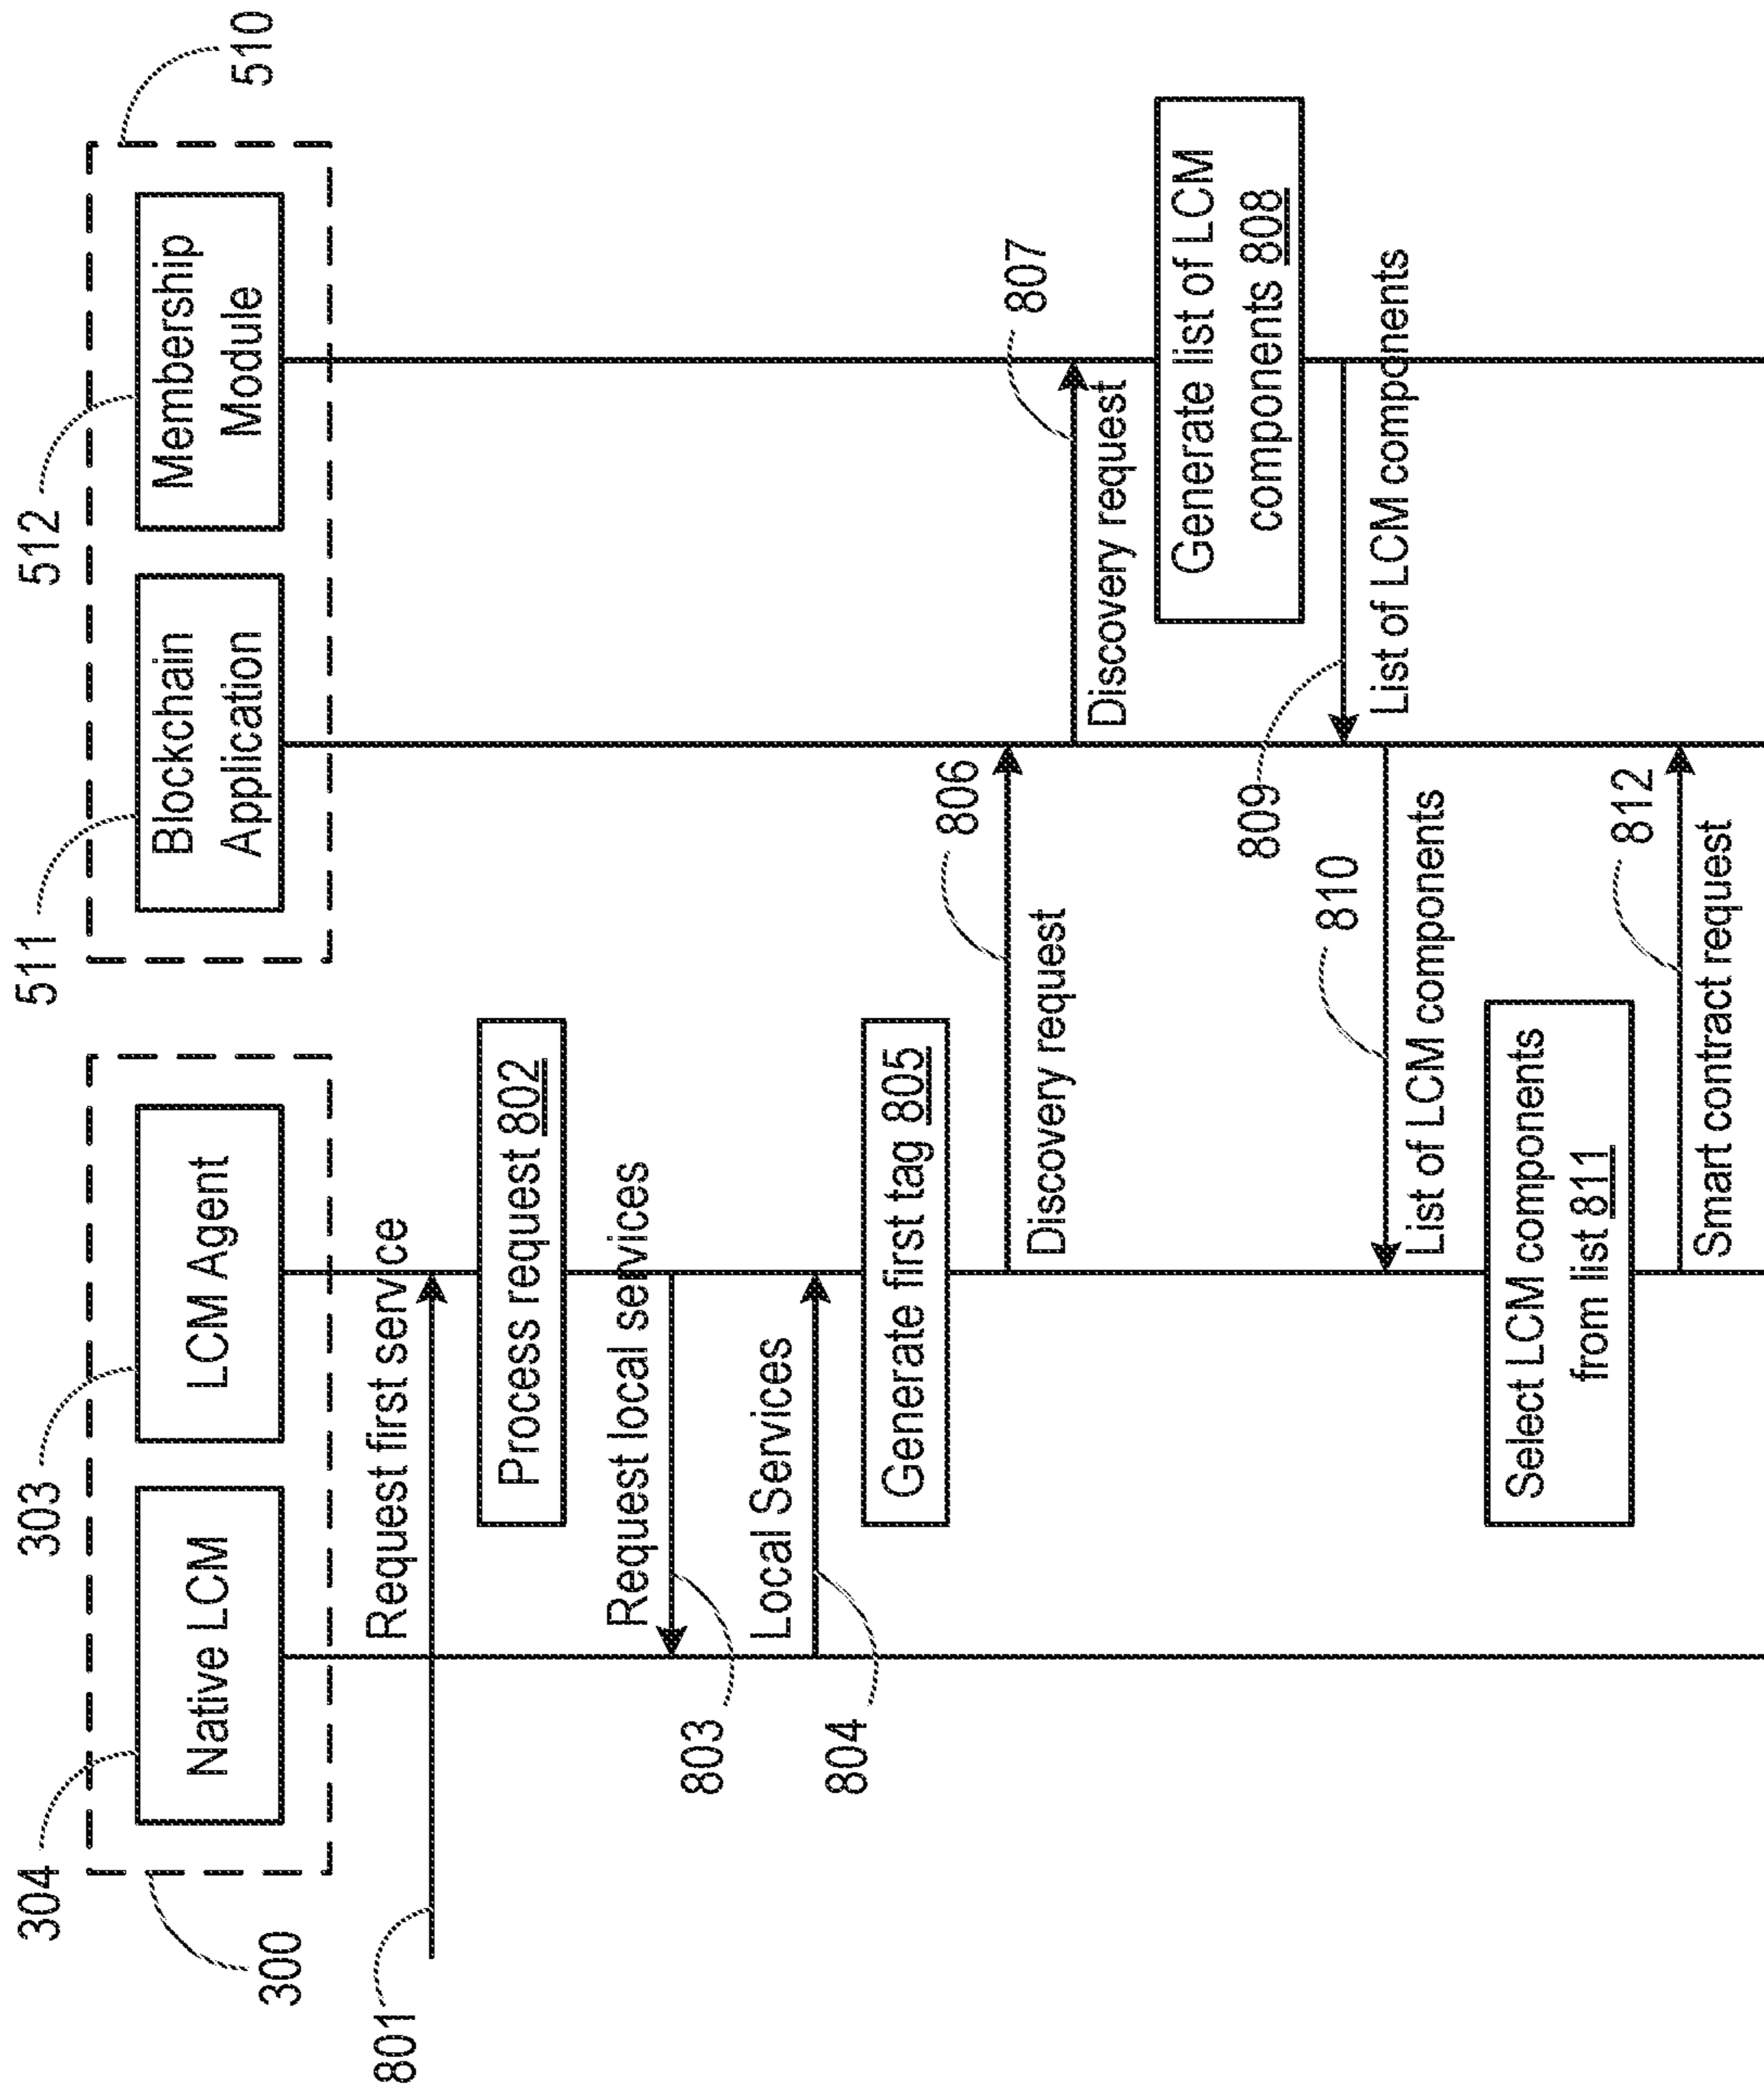 304
303
511
512
510
300
Native LCM
LCM Agent
Blockchain
Application
Membership
Module
801
Request first service
Process request 802
Request local services
803
Local Services
804
Generate first tag 805
806
Discovery request
807
Discovery request
Generate list of LCM
components 808
809
List of LCM components
810
List of LCM components
Select LCM components
from list 811
812
Smart contract request